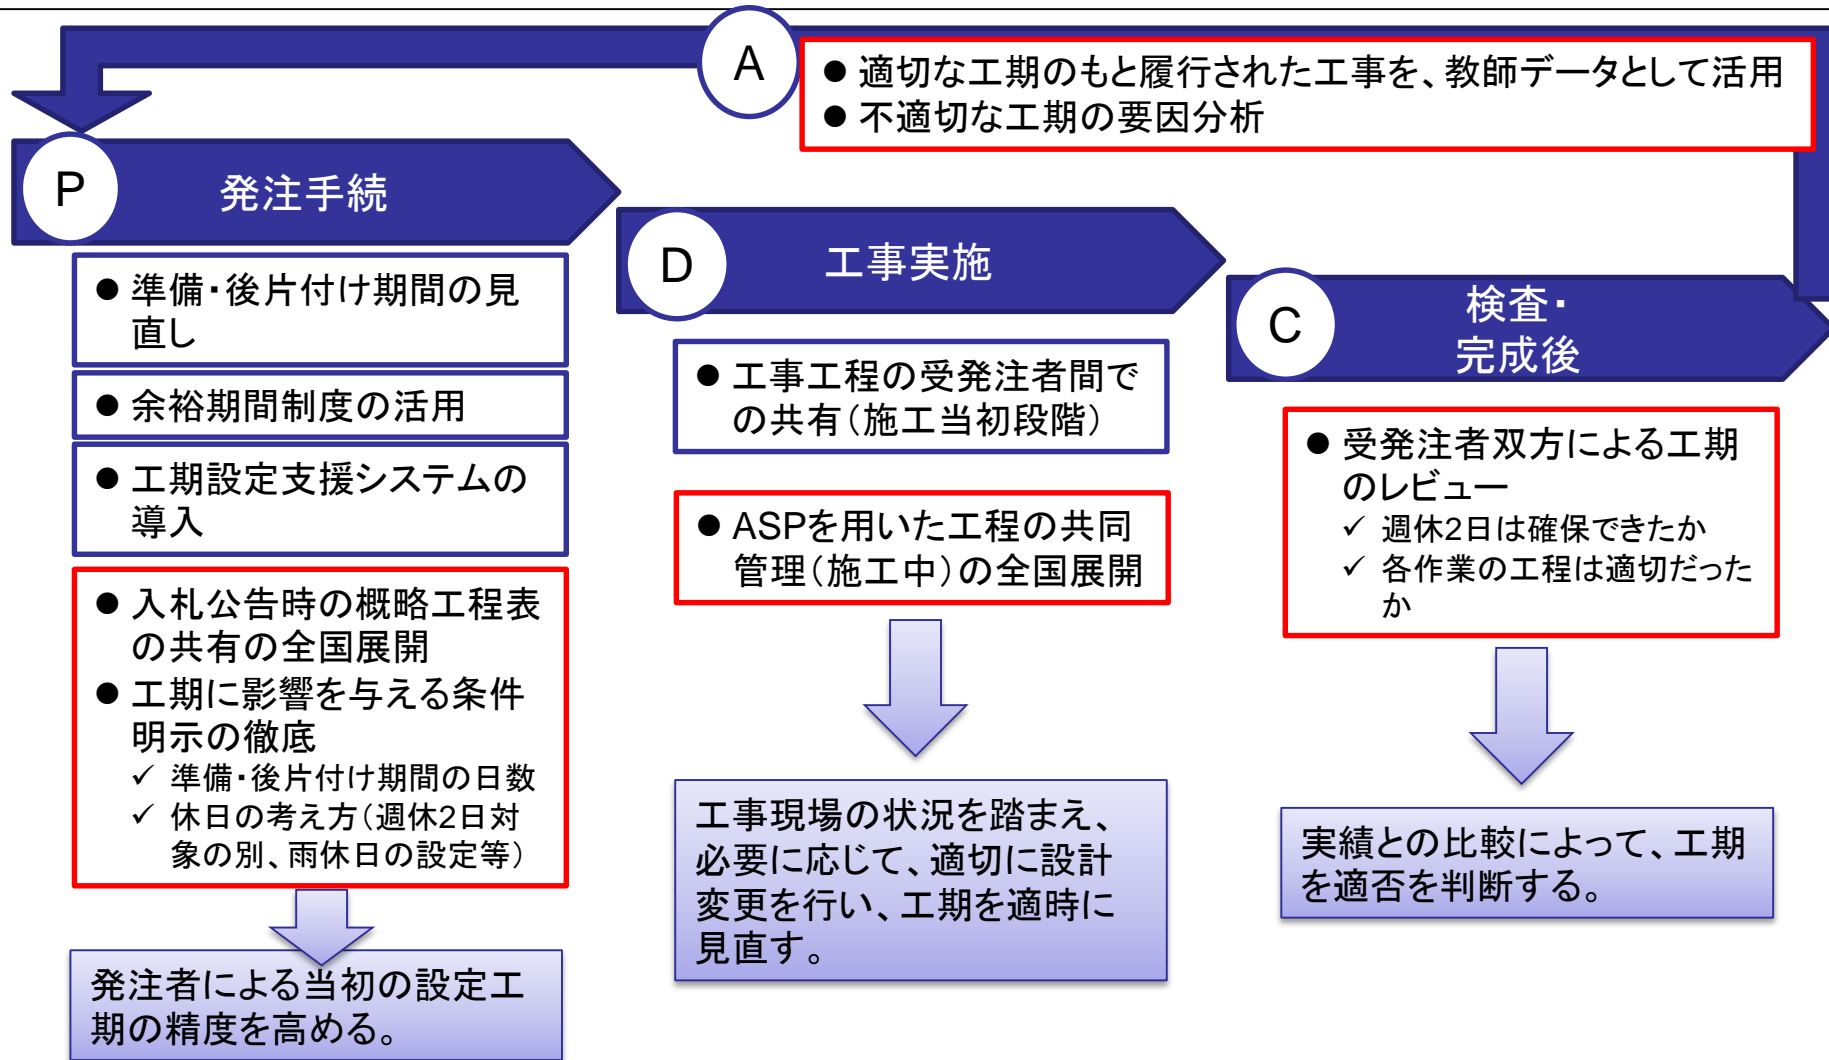 A
● 適切な工期のもと履行された工事を、教師データとして活用
● 不適切な工期の要因分析
P
発注手続
● 準備・後片付け期間の見
直し
● 余裕期間制度の活用
● 工期設定支援システムの
導入
● 入札公告時の概略工程表
の共有の全国展開
● 工期に影響を与える条件
明示の徹底
✓ 準備・後片付け期間の日数
✓ 休日の考え方（週休2日対
象の別、雨休日の設定等）
発注者による当初の設定工
期の精度を高める。
D
工事実施
● 工事工程の受発注者間で
の共有（施工当初段階）
● ASPを用いた工程の共同
管理（施工中）の全国展開
工事現場の状況を踏まえ、
必要に応じて、適切に設計
変更を行い、工期を適時に
見直す。
C
検査・
完成後
● 受発注者双方による工期
のレビュー
✓ 週休2日は確保できたか
✓ 各作業の工程は適切だった
か
実績との比較によって、工期
を適否を判断する。